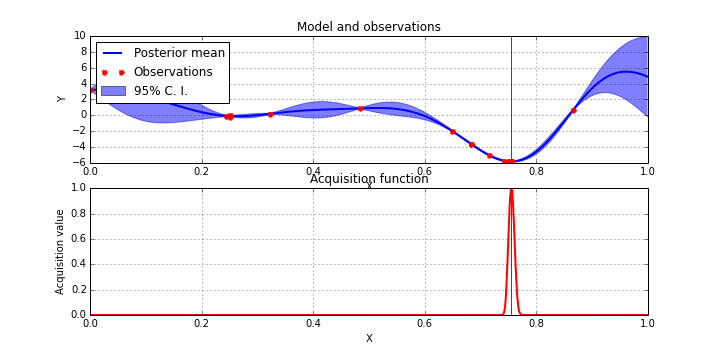 Model and observations
10
8
6
4
2
0
−2
−4
−6
Y
Posterior mean
Observations
95% C. I.
0.0 0.2 0.4 0.6 0.8 1.0
X
Acquisition function
1.0
0.8
0.6
0.4
0.2
0.0
Acquisition value
0.0 0.2 0.4 0.6 0.8 1.0
X